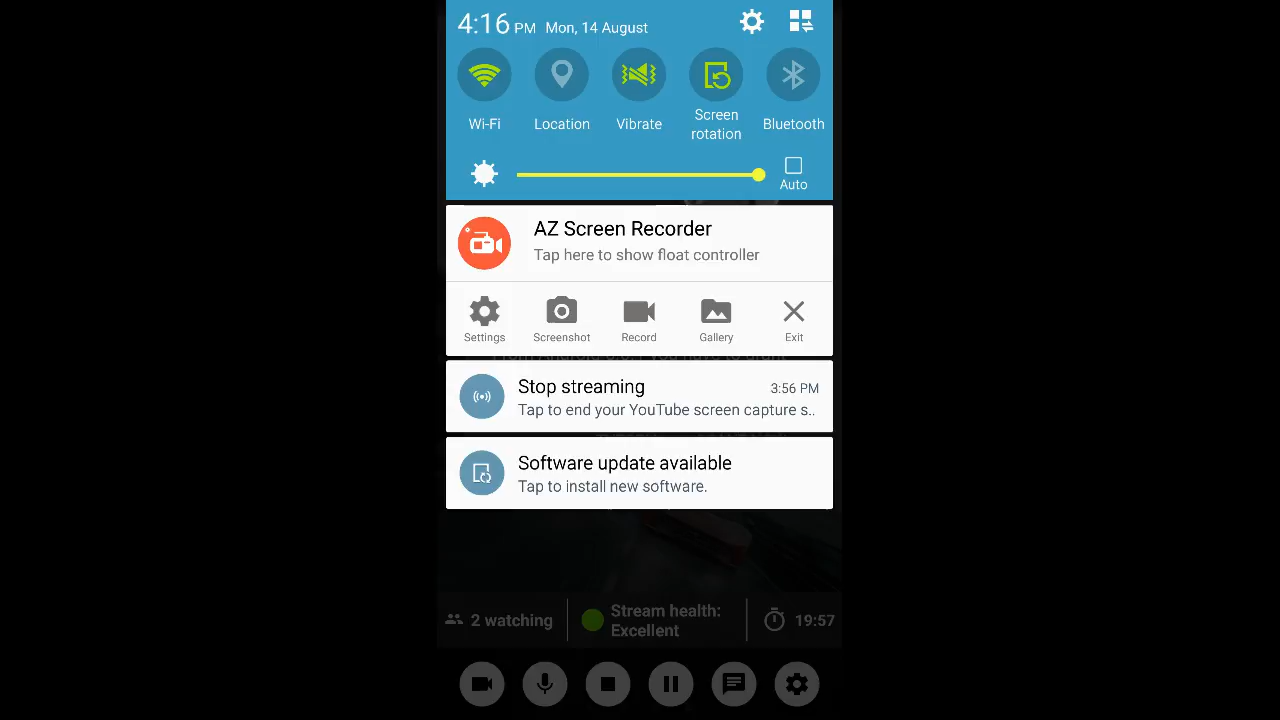 4:16 PM Mon, 14 August
Wi-Fi
Location
Vibrate
Screen
rotation
Bluetooth
Auto
AZ Screen Recorder
Tap here to show float controller
Settings
Screenshot
Record
Gallery
Exit
Stop streaming
3:56 PM
Tap to end your YouTube screen capture s..
Software update available
Tap to install new software.
2 watching
Stream health:
Excellent
19:57